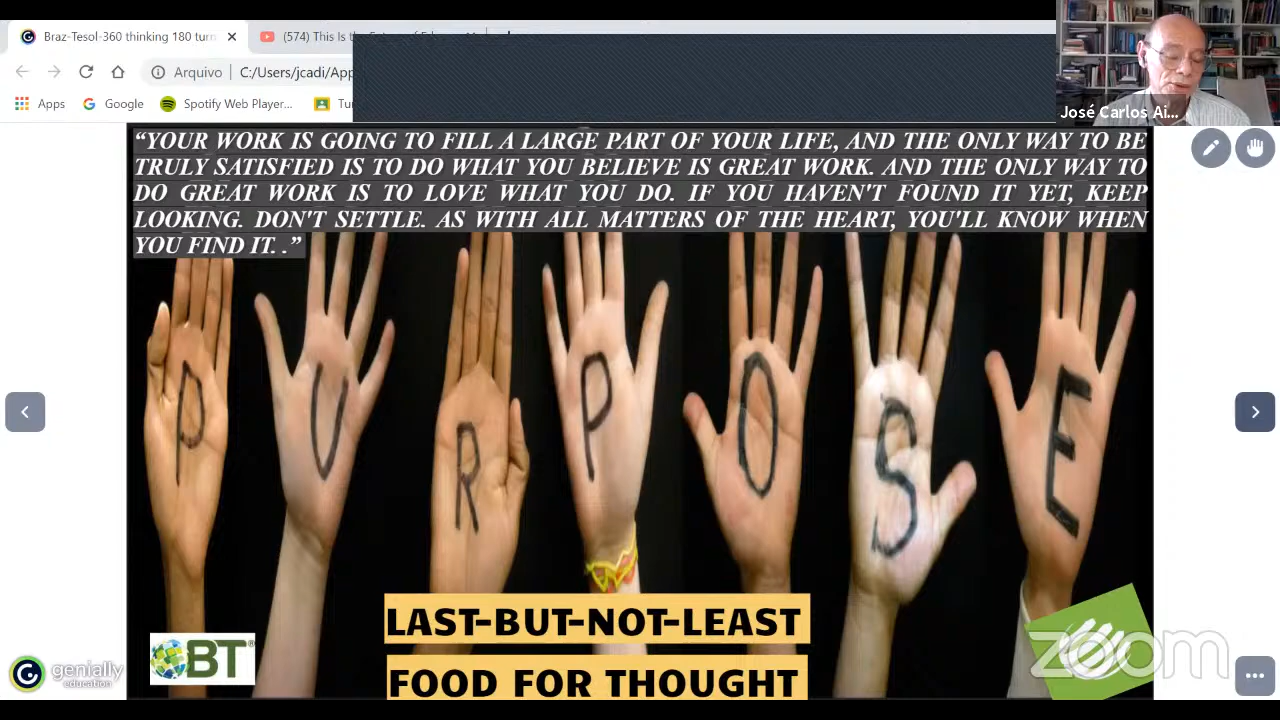 Braz-Tesol-360 thinking 180 turn
(574) This Is the
Arquivo
C:/Users/jcadi/App
Apps
Google
Spotify Web Player...
José Carlos Ai...
“YOUR WORK IS GOING TO FILL A LARGE PART OF YOUR LIFE, AND THE ONLY WAY TO BE
TRULY SATISFIED IS TO DO WHAT YOU BELIEVE IS GREAT WORK. AND THE ONLY WAY TO
DO GREAT WORK IS TO LOVE WHAT YOU DO. IF YOU HAVEN'T FOUND IT YET, KEEP
LOOKING. DON'T SETTLE. AS WITH ALL MATTERS OF THE HEART, YOU'LL KNOW WHEN
YOU FIND IT. .”
P U R P O S E
LAST-BUT-NOT-LEAST
FOOD FOR THOUGHT
BT®
genially
education
zoom